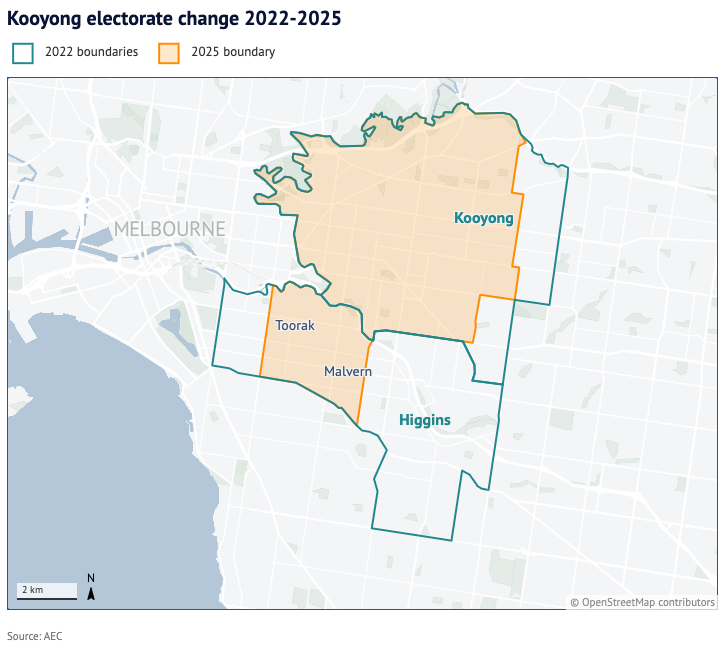 Kooyong electorate change 2022-2025
2022 boundaries
2025 boundary
MELBOURNE
Kooyong
Toorak
Malvern
Higgins
2 km
N
© OpenStreetMap contributors
Source: AEC